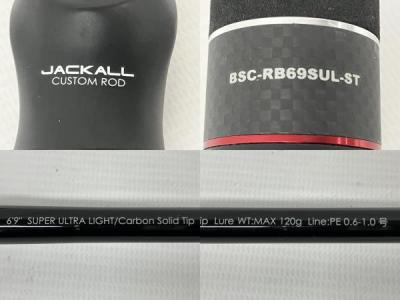 JACKALL
CUSTOM ROD
BSC-RB69SUL-ST
6'9" SUPER ULTRA LIGHT/Carbon Solid Tip
ip Lure WT:MAX 120g Line:PE 0.6-1.0 号